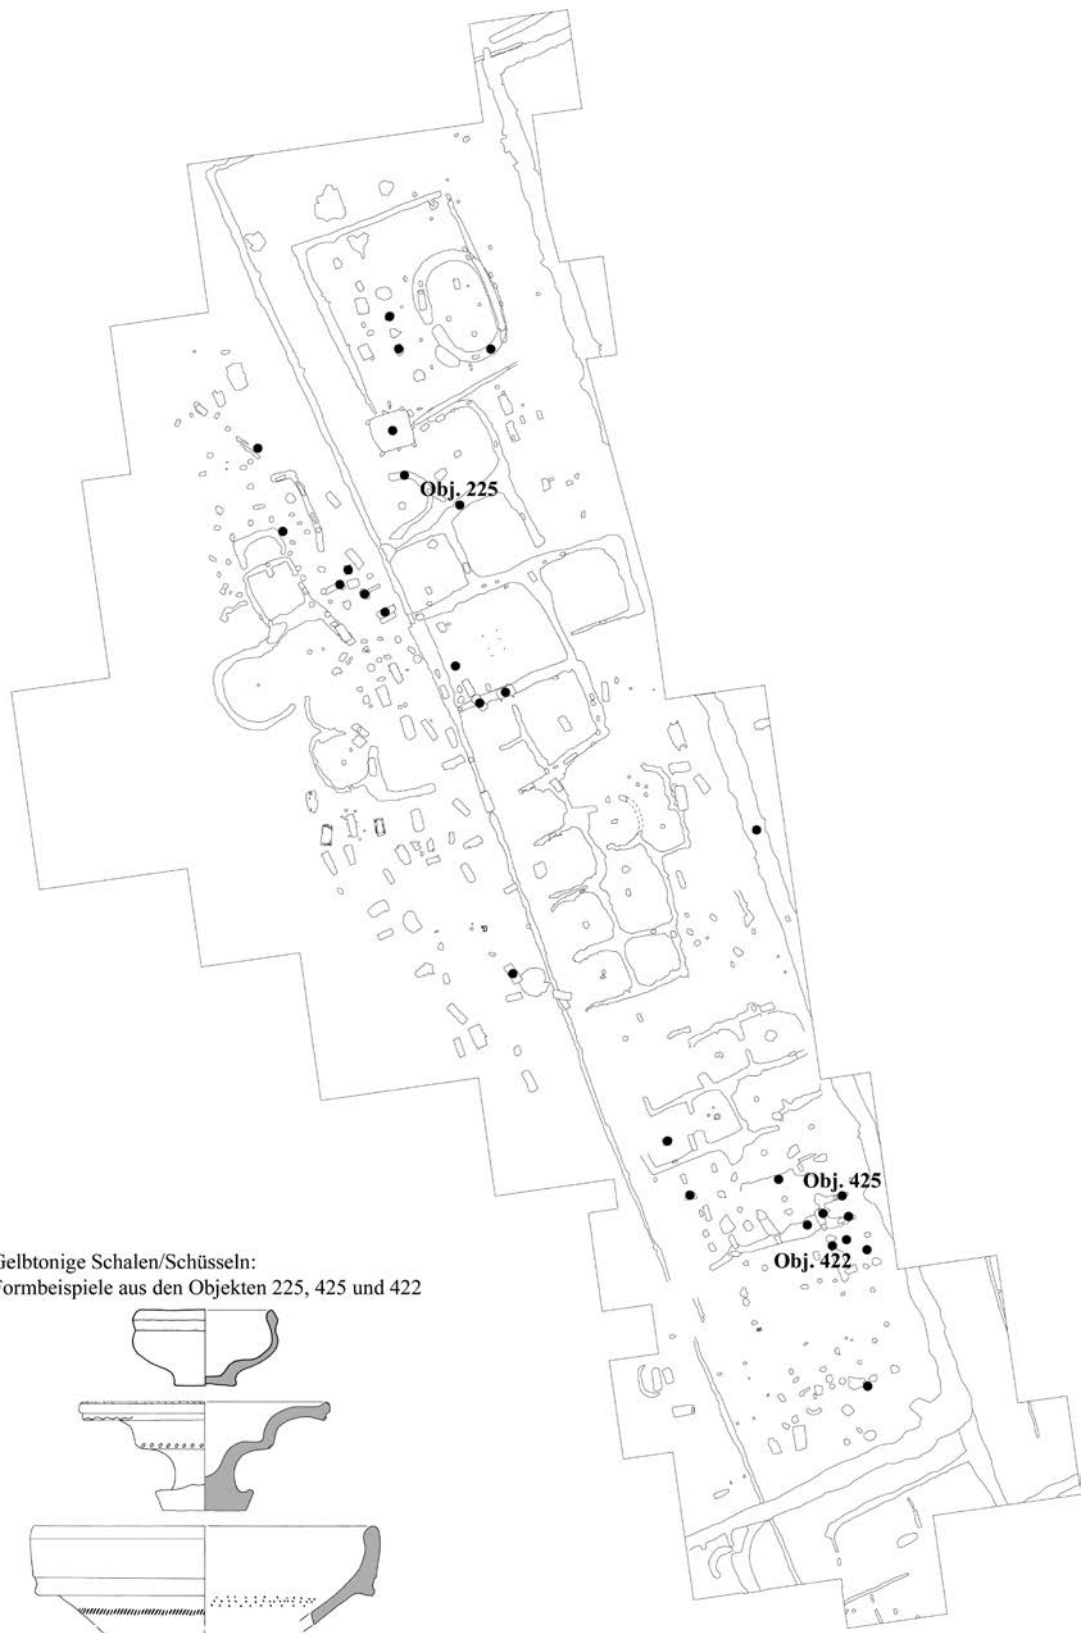 Obj. 225
Obj. 425
Obj. 422
Gelbtonige Schalen/Schüsseln:
Formbeispiele aus den Objekten 225, 425 und 422